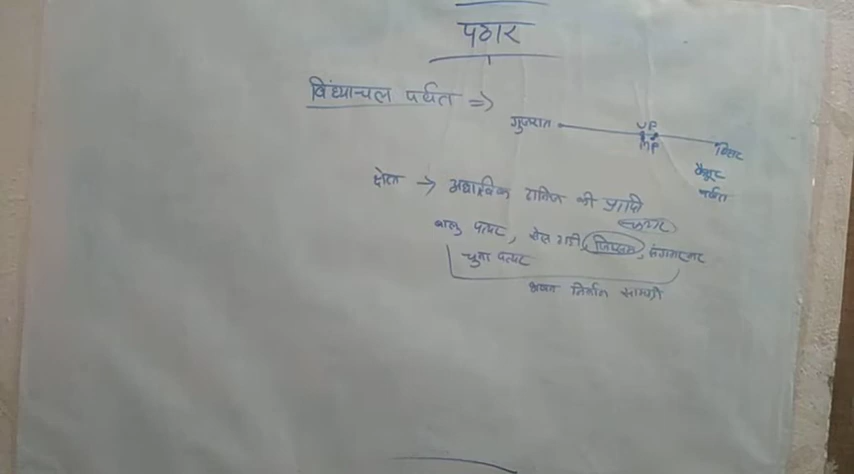 पठार
विंध्याचल पर्वत =>
गुजरात UP MP बिहार
कैमूर
पर्वत
क्षेत्र → अधात्विक खनिज की प्राप्ति
बालु पत्थर, सेल खड़ी, जिप्सम, संगमरमर
चुना पत्थर
भवन निर्माण सामग्री